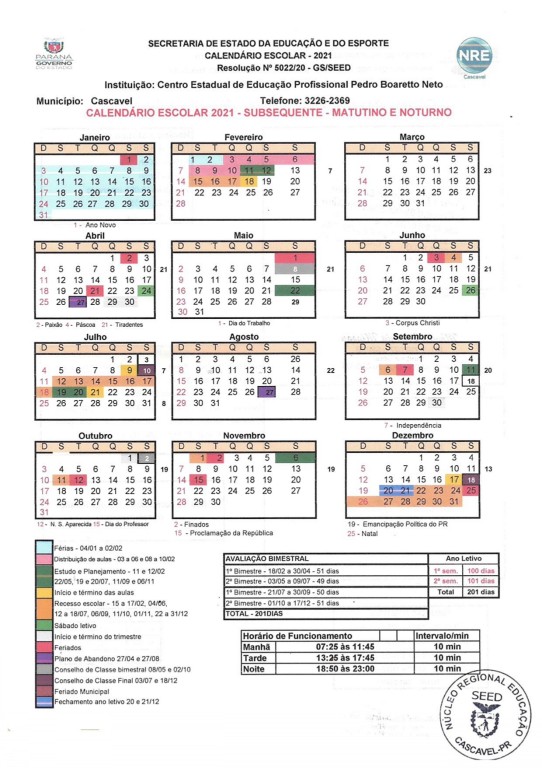 PARANÁ
GOVERNO
DO ESTADO
SECRETARIA DE ESTADO DA EDUCAÇÃO E DO ESPORTE
CALENDÁRIO ESCOLAR - 2021
Resolução Nº 5022/20 - GS/SEED
NRE
Cascavel
Instituição: Centro Estadual de Educação Profissional Pedro Boaretto Neto
Município: Cascavel Telefone: 3226-2369
CALENDÁRIO ESCOLAR 2021 - SUBSEQUENTE - MATUTINO E NOTURNO
Janeiro
D S T Q Q S S
1 2
3 4 5 6 7 8 9
10 11 12 13 14 15 16
17 18 19 20 21 22 23
24 25 26 27 28 29 30
31
1 - Ano Novo
Fevereiro
D S T Q Q S S
1 2 3 4 5 6
7 8 9 10 11 12 13 7
14 15 16 17 18 19 20
21 22 23 24 25 26 27
28
Março
D S T Q Q S S
1 2 3 4 5 6
7 8 9 10 11 12 13 23
14 15 16 17 18 19 20
21 22 23 24 25 26 27
28 29 30 31
Abril
D S T Q Q S S
1 2 3
4 5 6 7 8 9 10 21
11 12 13 14 15 16 17
18 19 20 21 22 23 24
25 26 27 28 29 30
2 - Paixão 4 - Páscoa 21 - Tiradentes
Maio
D S T Q Q S S
1
2 3 4 5 6 7 8 21
9 10 11 12 13 14 15
16 17 18 19 20 21 22
23 24 25 26 27 28 29
30 31
1 - Dia do Trabalho
Junho
D S T Q Q S S
1 2 3 4 5
6 7 8 9 10 11 12 21
13 14 15 16 17 18 19
20 21 22 23 24 25 26
27 28 29 30
3 - Corpus Christi
Julho
D S T Q Q S S
1 2 3
4 5 6 7 8 9 10 7
11 12 13 14 15 16 17
18 19 20 21 22 23 24
25 26 27 28 29 30 31 8
Agosto
D S T Q Q S S
1 2 3 4 5 6 26
8 9 10 11 12 13 14 22
15 16 17 18 19 20 21
22 23 24 25 26 27 28
29 30 31
Setembro
D S T Q Q S S
1 2 3 4
5 6 7 8 9 10 11 20
12 13 14 15 16 17 18
19 20 21 22 23 24 25
26 27 28 29 30
7 - Independência
Outubro
D S T Q Q S S
1 2
3 4 5 6 7 8 9 19
10 11 12 13 14 15 16
17 18 19 20 21 22 23
24 25 26 27 28 29 30
31
12 - N. S. Aparecida 15 - Dia do Professor
Novembro
D S T Q Q S S
1 2 3 4 5 6
7 8 9 10 11 12 13 19
14 15 16 17 18 19 20
21 22 23 24 25 26 27
28 29 30
2 - Finados
15 - Proclamação da República
Dezembro
D S T Q Q S S
1 2 3 4
5 6 7 8 9 10 11 13
12 13 14 15 16 17 18
19 20 21 22 23 24 25
26 27 28 29 30 31
19 - Emancipação Política do PR
25 - Natal
Férias - 04/01 a 02/02
Distribuição de aulas - 03 a 06 e 08 a 10/02
Estudo e Planejamento - 11 e 12/02
22/05, 19 e 20/07, 11/09 e 06/11
Início e término das aulas
Recesso escolar - 15 a 17/02, 04/06,
12 a 18/07, 06/09, 11/10, 01/11, 22 a 31/12
Sábado letivo
Início e término do trimestre
Feriados
Plano de Abandono 27/04 e 27/08
Conselho de Classe bimestral 08/05 e 02/10
Conselho de Classe Final 03/07 e 18/12
Feriado Municipal
Fechamento ano letivo 20 e 21/12
AVALIAÇÃO BIMESTRAL
1º Bimestre - 18/02 a 30/04 - 51 dias
2º Bimestre - 03/05 a 09/07 - 49 dias
1º Bimestre - 21/07 a 30/09 - 50 dias
2º Bimestre - 01/10 a 17/12 - 51 dias
TOTAL - 201DIAS
Ano Letivo
1º sem. 100 dias
2º sem. 101 dias
Total 201 dias
Horário de Funcionamento Intervalo/min
Manhã 07:25 às 11:45 10 min
Tarde 13:25 às 17:45 10 min
Noite 18:50 às 23:00 10 min
NÚCLEO REGIONAL EDUCAÇÃO
SEED
CASCAVEL-PR